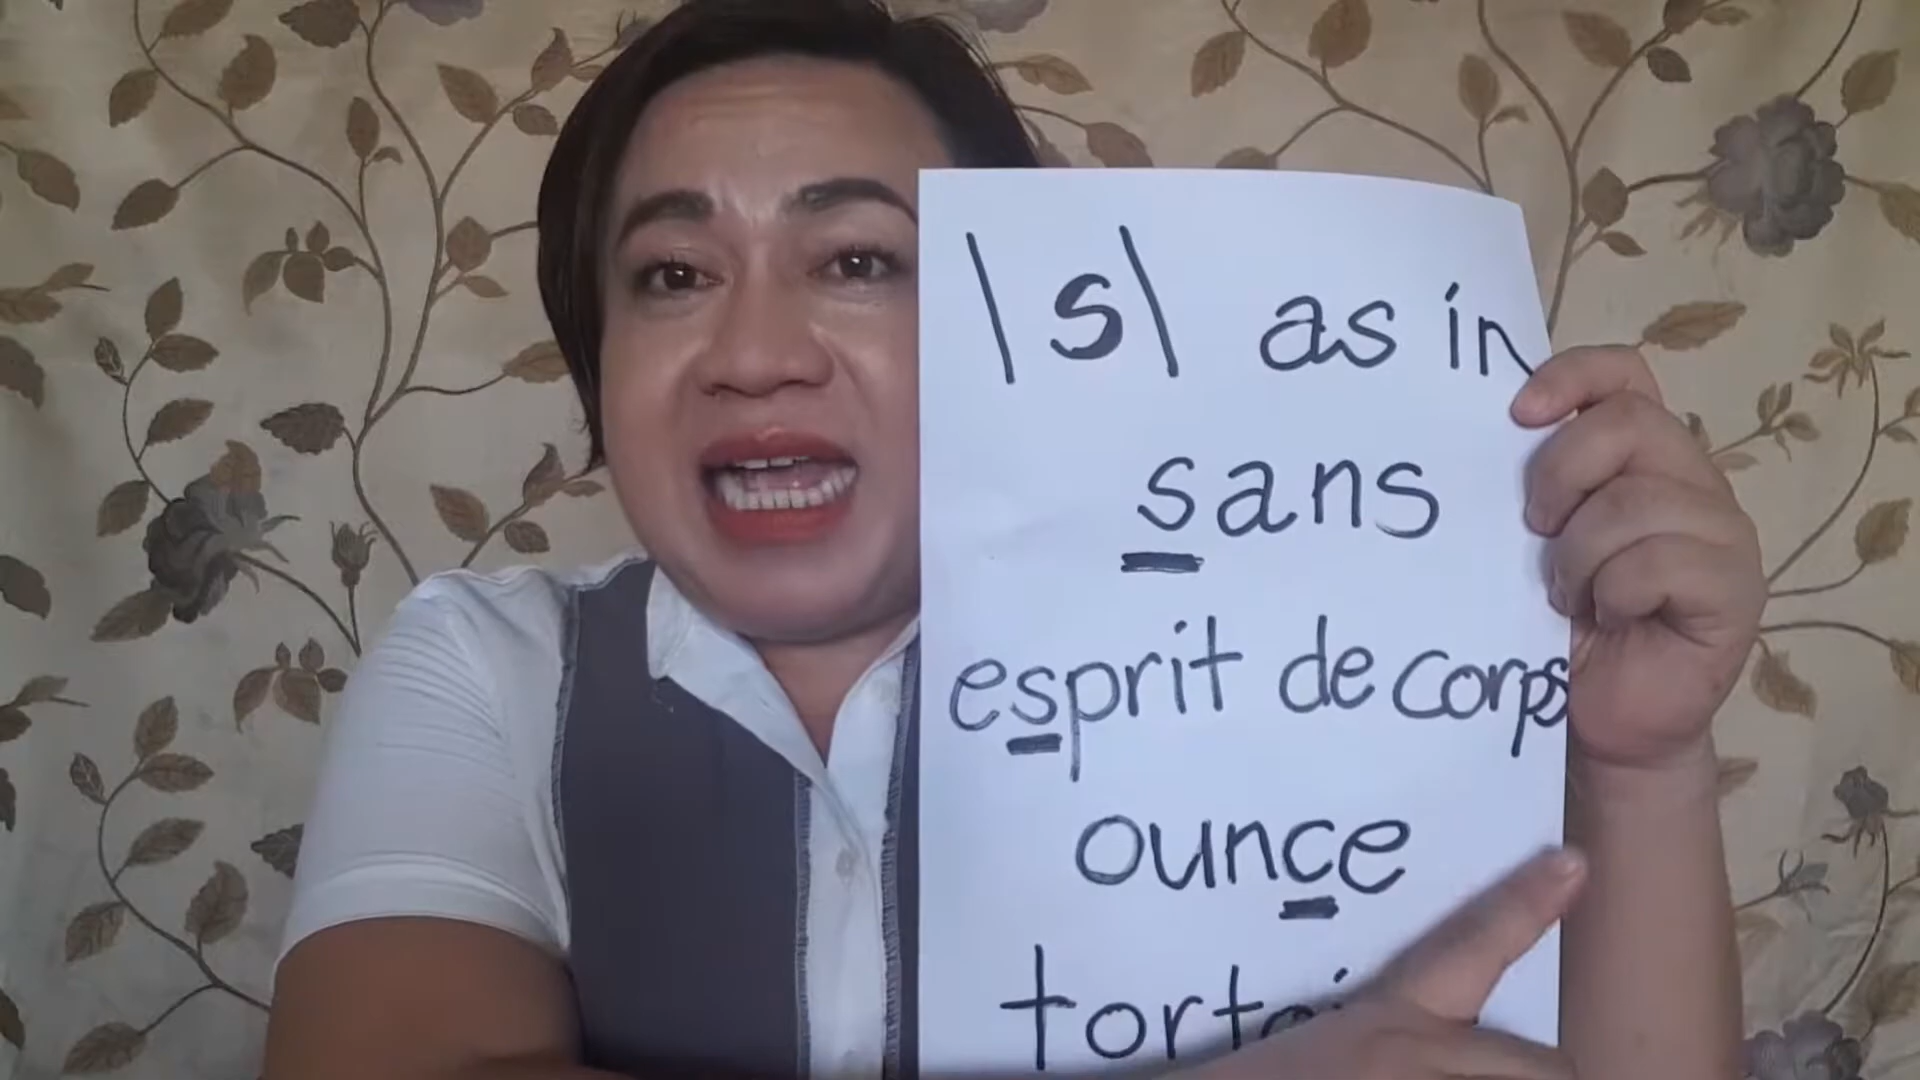 \s\ as in
sans
esprit de corps
ounce